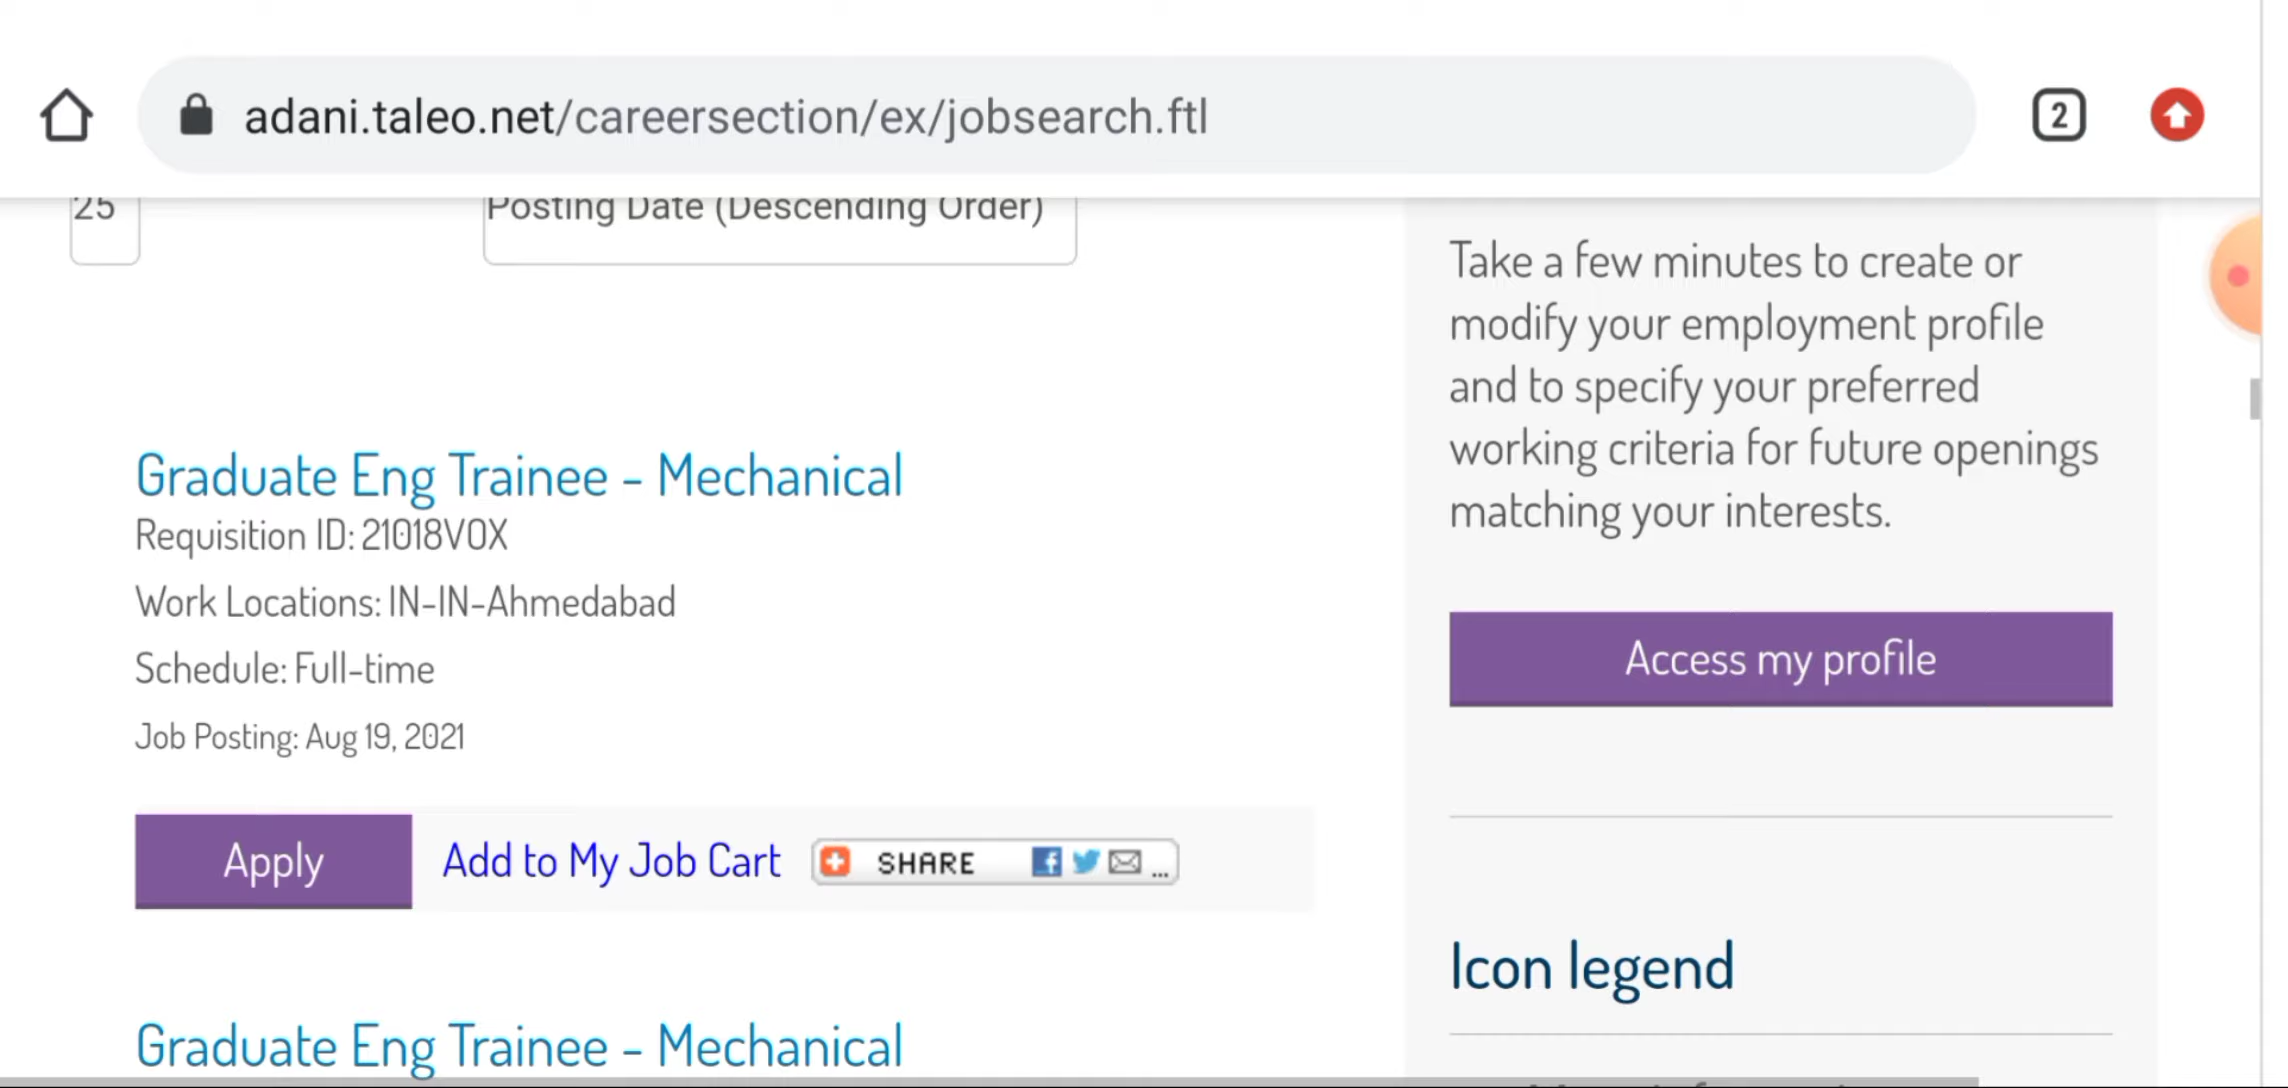 adani.taleo.net/careersection/ex/jobsearch.ftl
2
25
Posting Date (Descending Order)
Graduate Eng Trainee - Mechanical
Requisition ID: 21018VOX
Work Locations: IN-IN-Ahmedabad
Schedule: Full-time
Job Posting: Aug 19, 2021
Apply
Add to My Job Cart
SHARE
...
Graduate Eng Trainee - Mechanical
Take a few minutes to create or
modify your employment profile
and to specify your preferred
working criteria for future openings
matching your interests.
Access my profile
Icon legend